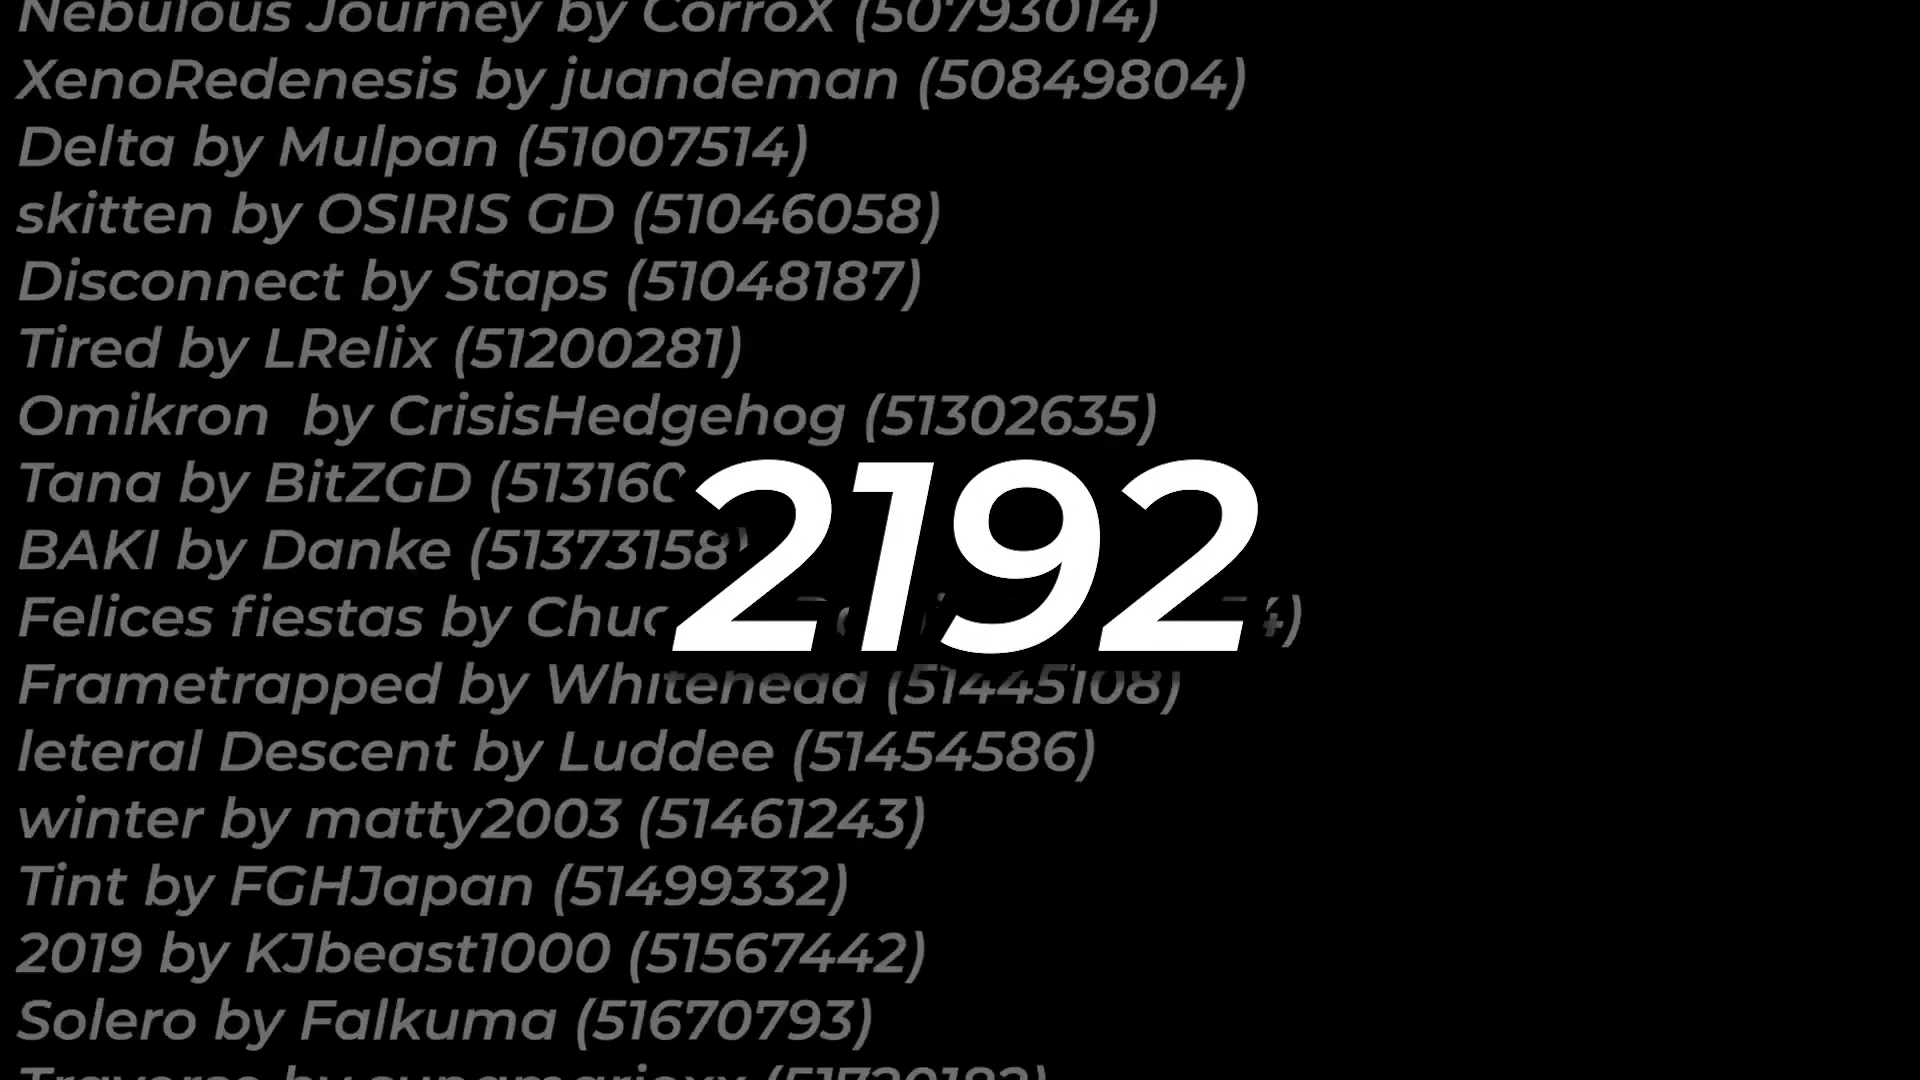 Nebulous Journey by CorroX (50793014)
XenoRedenesis by juandeman (50849804)
Delta by Mulpan (51007514)
skitten by OSIRIS GD (51046058)
Disconnect by Staps (51048187)
Tired by LRelix (51200281)
Omikron  by CrisisHedgehog (51302635)
Tana by BitZGD
2192
BAKI by Danke (51373158)
Felices fiestas by
Frametrapped by Whitehead (51445108)
leteral Descent by Luddee (51454586)
winter by matty2003 (51461243)
Tint by FGHJapan (51499332)
2019 by KJbeast1000 (51567442)
Solero by Falkuma (51670793)